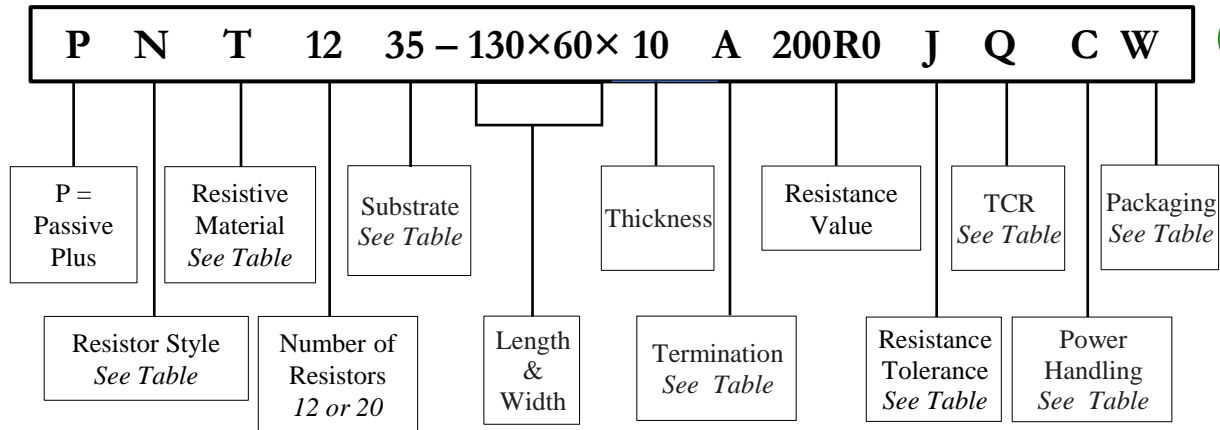 P N T 12 35 – 130×60× 10 A 200R0 J Q C W
P =
Passive
Plus
Resistive
Material
See Table
Substrate
See Table
Thickness
Resistance
Value
TCR
See Table
Packaging
See Table
Resistor Style
See Table
Number of
Resistors
12 or 20
Length
&
Width
Termination
See Table
Resistance
Tolerance
See Table
Power
Handling
See Table